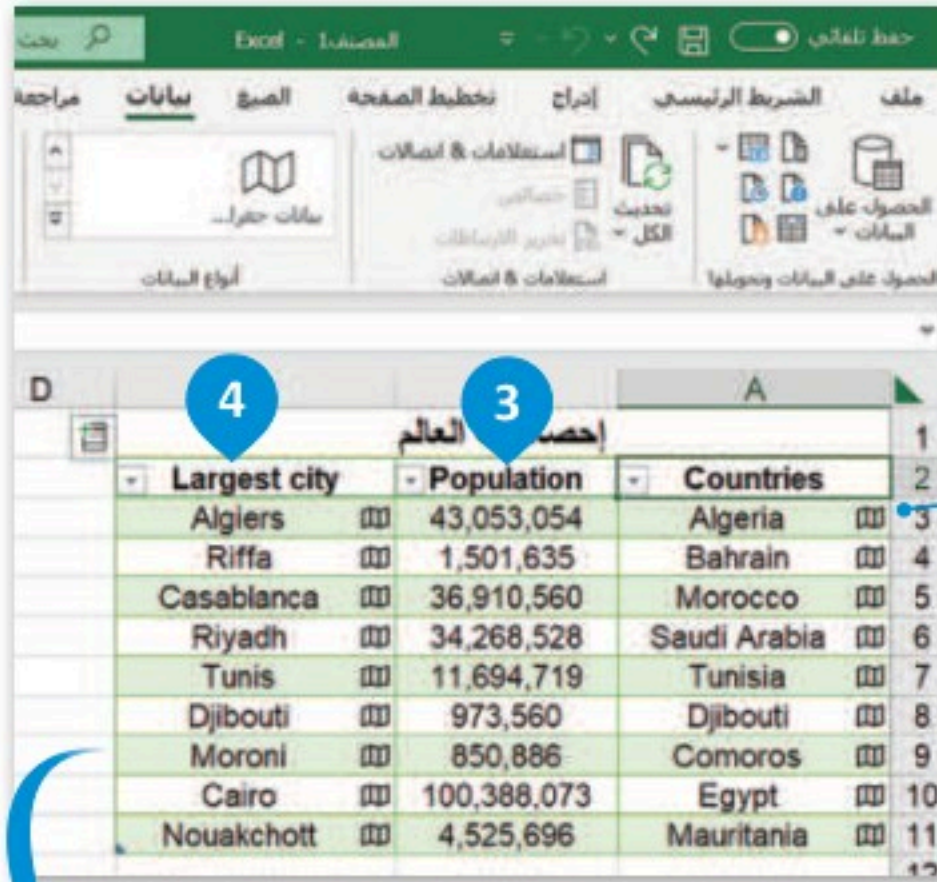 حفظ تلقائي المصنف1 - Excel بحث
ملف الشريط الرئيسي إدراج تخطيط الصفحة الصيغ بيانات مراجعة
الحصول على البيانات
تحديث الكل
استعلامات & اتصالات
خصائص
تحرير الارتباطات
بيانات جغرا...
الحصول على البيانات وتحويلها استعلامات & اتصالات أنواع البيانات
A D
3 4
1 العالم
2 Countries Population Largest city
3 Algeria 43,053,054 Algiers
4 Bahrain 1,501,635 Riffa
5 Morocco 36,910,560 Casablanca
6 Saudi Arabia 34,268,528 Riyadh
7 Tunisia 11,694,719 Tunis
8 Djibouti 973,560 Djibouti
9 Comoros 850,886 Moroni
10 Egypt 100,388,073 Cairo
11 Mauritania 4,525,696 Nouakchott